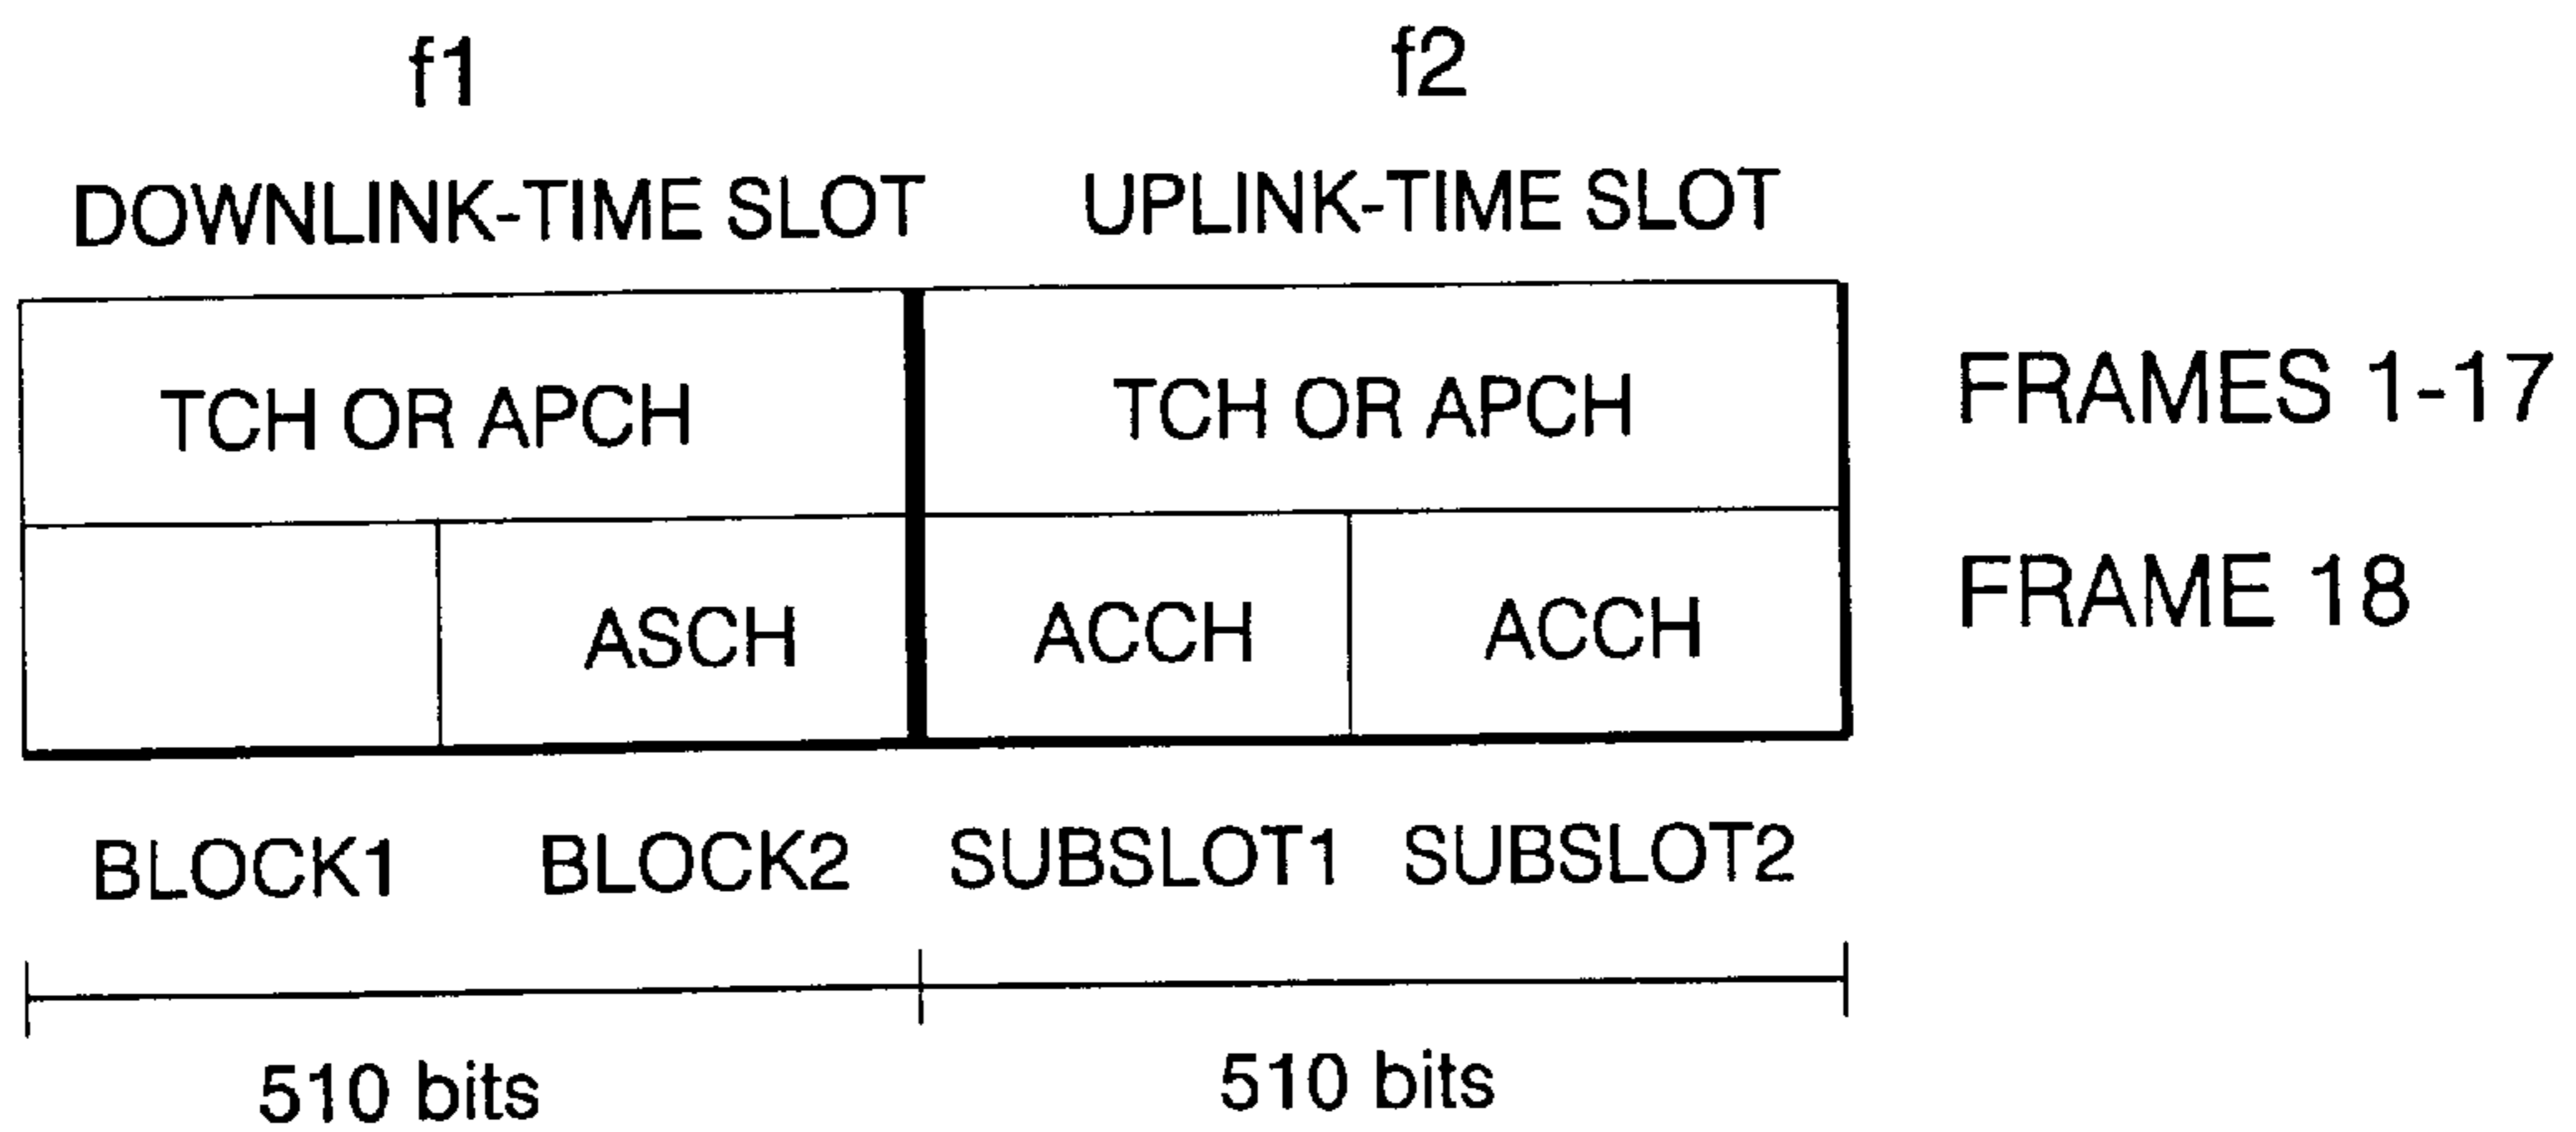 f1 f2
DOWNLINK-TIME SLOT UPLINK-TIME SLOT
TCH OR APCH TCH OR APCH FRAMES 1-17
ASCH ACCH ACCH FRAME 18
BLOCK1 BLOCK2 SUBSLOT1 SUBSLOT2
510 bits 510 bits